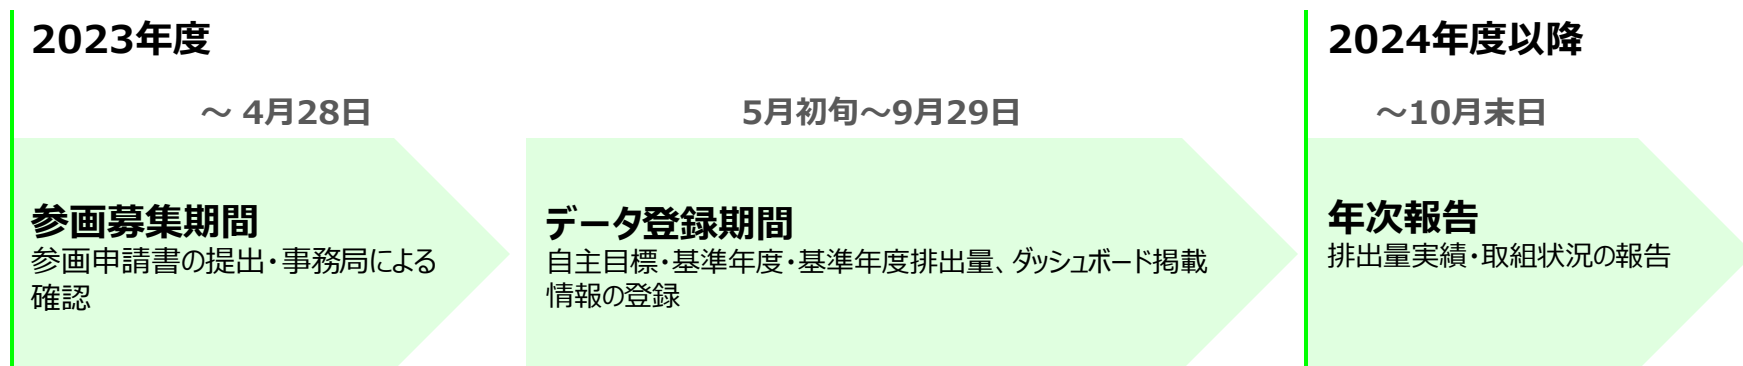 2023年度
～ 4月28日
参画募集期間
参画申請書の提出・事務局による
確認
5月初旬～9月29日
データ登録期間
自主目標・基準年度・基準年度排出量、ダッシュボード掲載
情報の登録
2024年度以降
～10月末日
年次報告
排出量実績・取組状況の報告